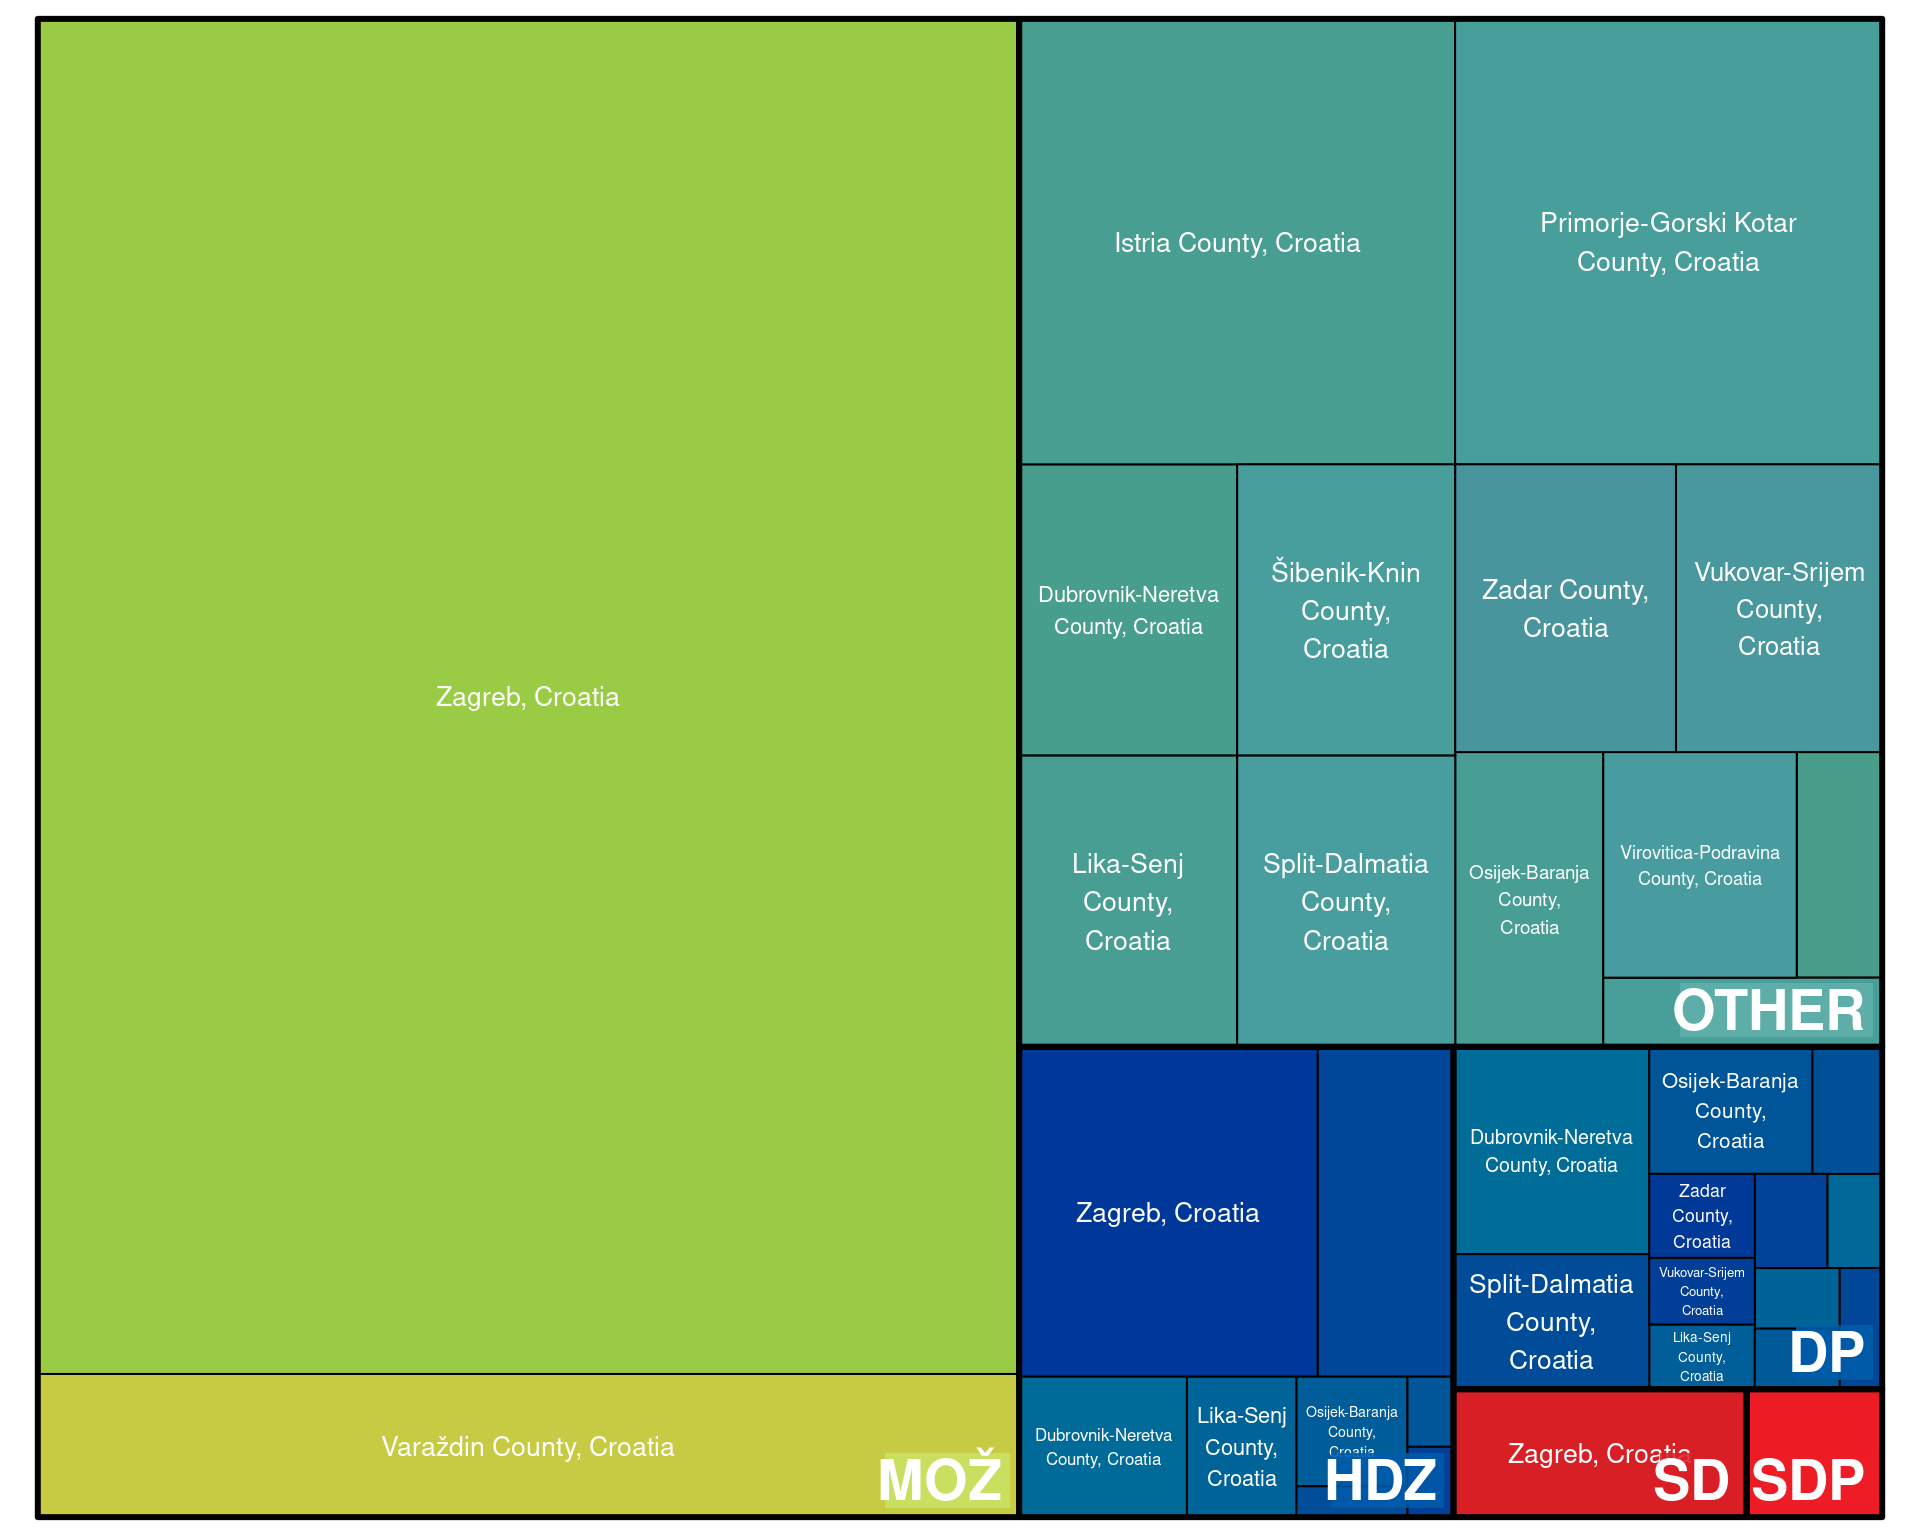 Zagreb, Croatia
Varaždin County, Croatia
MOŽ
Istria County, Croatia
Primorje-Gorski Kotar
County, Croatia
Dubrovnik-Neretva
County, Croatia
Šibenik-Knin
County,
Croatia
Zadar County,
Croatia
Vukovar-Srijem
County,
Croatia
Lika-Senj
County,
Croatia
Split-Dalmatia
County,
Croatia
Osijek-Baranja
County,
Croatia
Virovitica-Podravina
County, Croatia
OTHER
Zagreb, Croatia
Dubrovnik-Neretva
County, Croatia
Lika-Senj
County,
Croatia
Osijek-Baranja
County,
Croatia
HDZ
Dubrovnik-Neretva
County, Croatia
Split-Dalmatia
County,
Croatia
Osijek-Baranja
County,
Croatia
Zadar
County,
Croatia
Vukovar-Srijem
County,
Croatia
Lika-Senj
County,
Croatia
DP
Zagreb, Croatia
SD
SDP